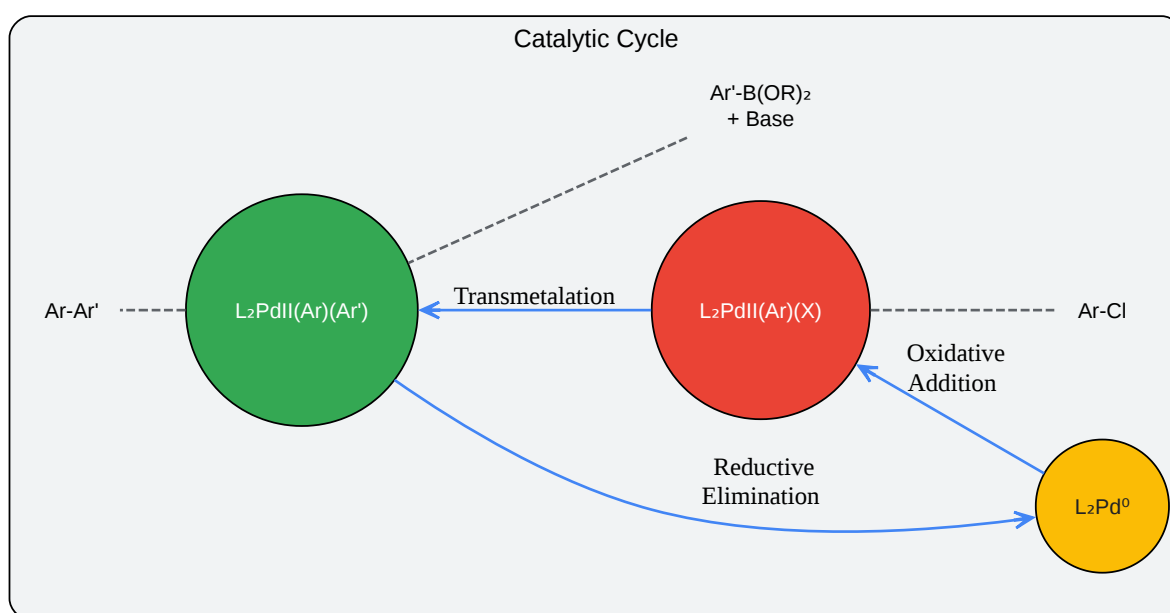 Catalytic Cycle
Ar'-B(OR)₂
+ Base
Ar-Ar'
L₂PdII(Ar)(Ar')
Transmetalation
L₂PdII(Ar)(X)
Ar-Cl
Oxidative
Addition
Reductive
Elimination
L₂Pd⁰